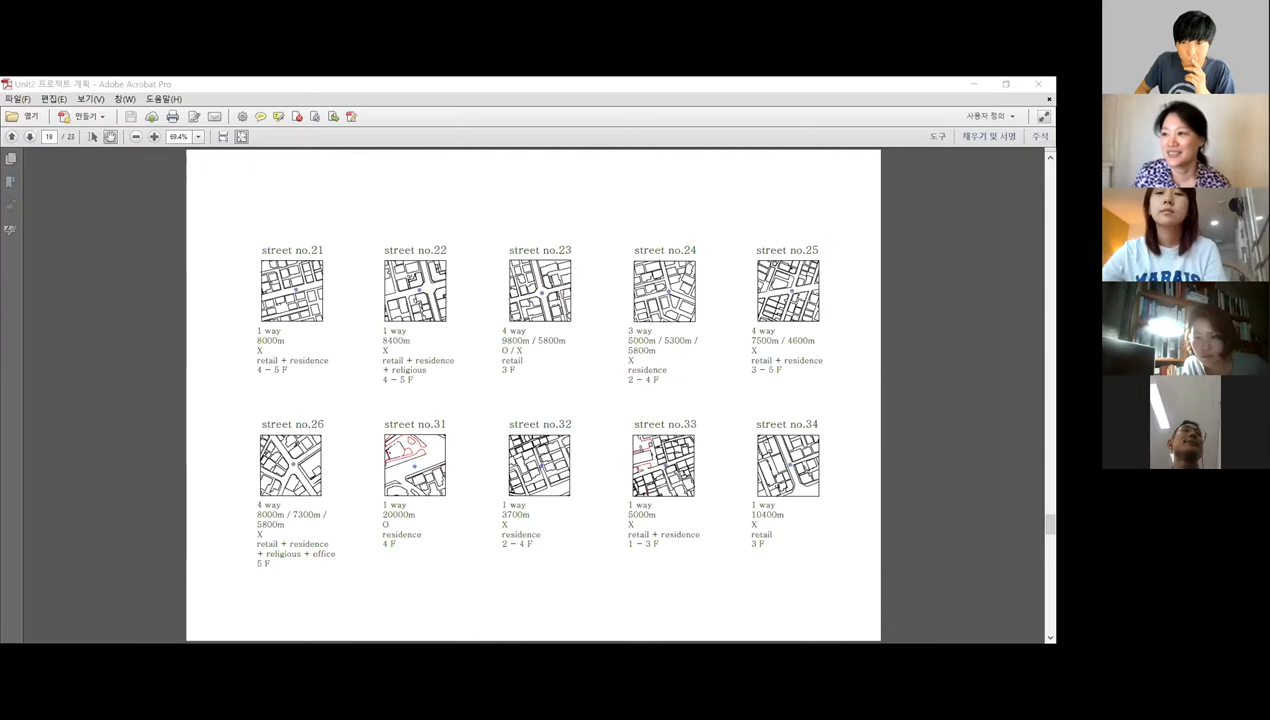 Unit2 프로젝트 계획 - Adobe Acrobat Pro
파일(F) 편집(E) 보기(V) 창(W) 도움말(H)
열기 만들기 사용자 정의
19 / 23 69.4% 도구 채우기 및 서명 주석
street no.21
1 way
8000m
X
retail + residence
4 - 5 F
street no.22
1 way
8400m
X
retail + residence
+ religious
4 - 5 F
street no.23
4 way
9800m / 5800m
O / X
retail
3 F
street no.24
3 way
5000m / 5300m /
5800m
X
residence
2 - 4 F
street no.25
4 way
7500m / 4600m
X
retail + residence
3 - 5 F
street no.26
4 way
8000m / 7300m /
5800m
X
retail + residence
+ religious + office
5 F
street no.31
1 way
20000m
O
residence
4 F
street no.32
1 way
3700m
X
residence
2 - 4 F
street no.33
1 way
5000m
X
retail + residence
1 - 3 F
street no.34
1 way
10400m
X
retail
3 F
MARAIS